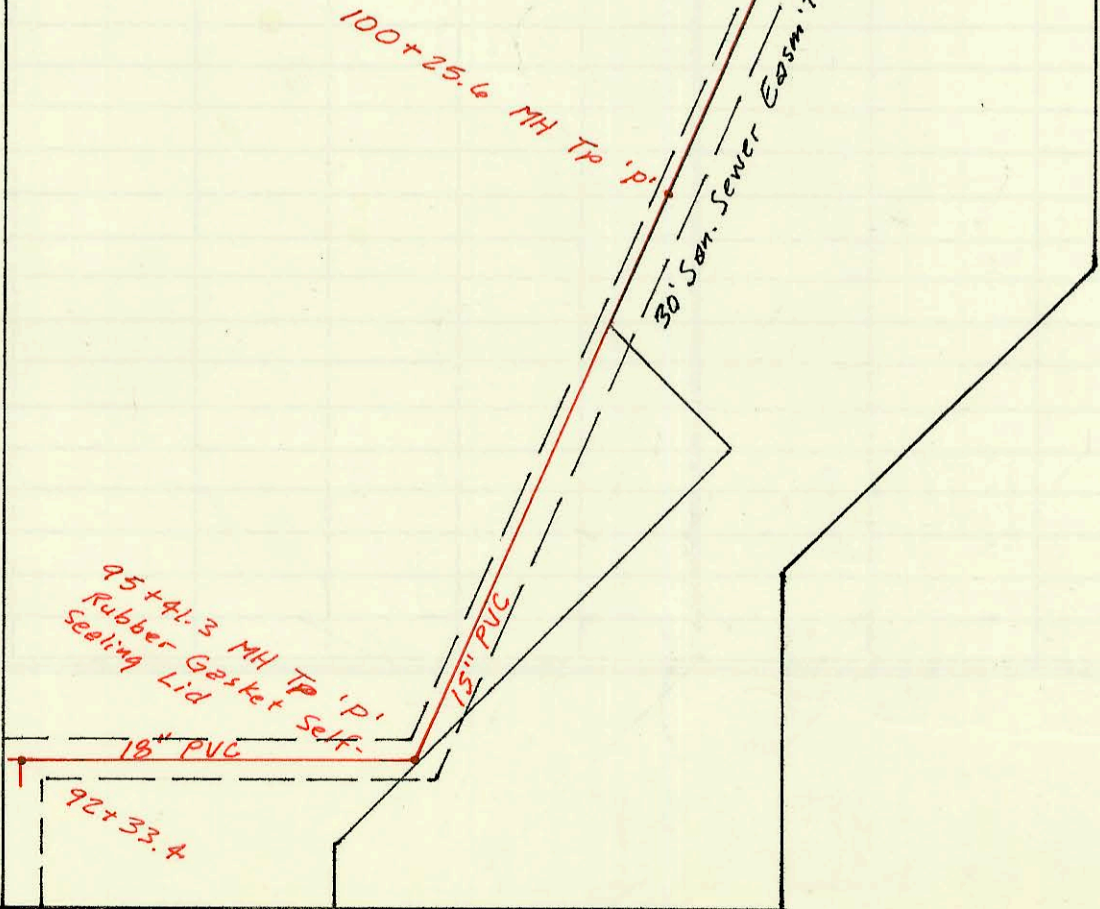 100+25.6 MH Tp 'p'
30' San. Sewer Easm't
15" PVC
95+41.3 MH Tp 'p'
Rubber Gasket Self-
Sealing Lid
18" PVC
92+33.4